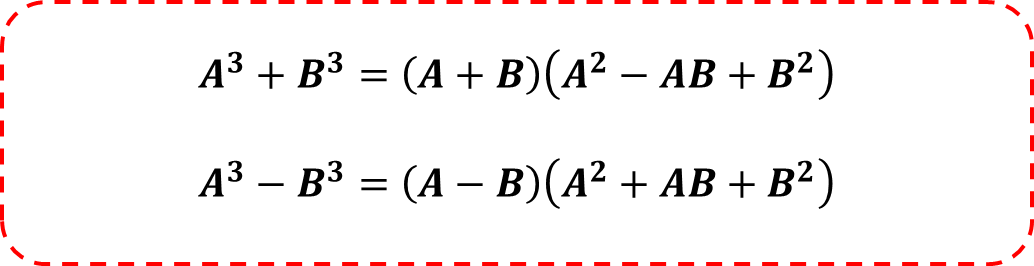 A³ + B³ = (A + B)(A² − AB + B²)
A³ − B³ = (A − B)(A² + AB + B²)